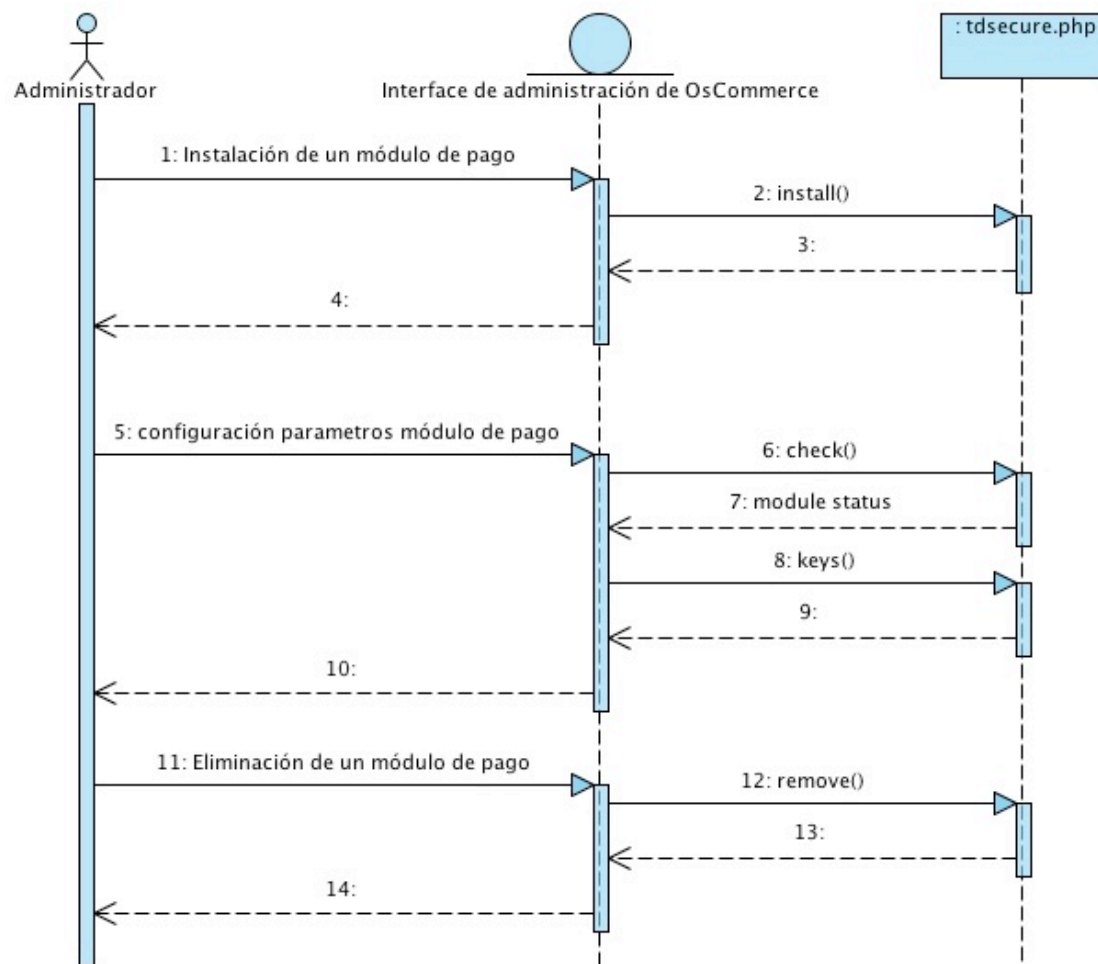 : tdsecure.php
Administrador
Interface de administración de OsCommerce
1: Instalación de un módulo de pago
2: install()
3:
4:
5: configuración parametros módulo de pago
6: check()
7: module status
8: keys()
9:
10:
11: Eliminación de un módulo de pago
12: remove()
13:
14: